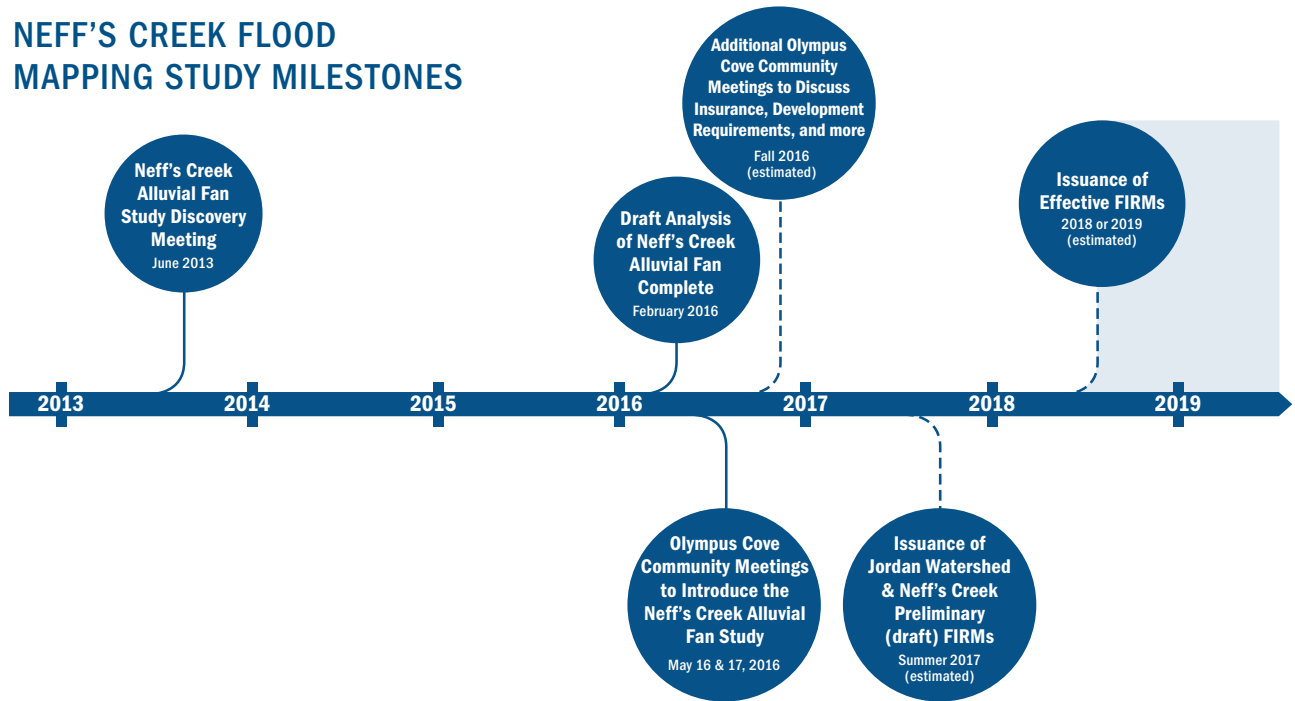 NEFF'S CREEK FLOOD
MAPPING STUDY MILESTONES
Neff's Creek
Alluvial Fan
Study Discovery
Meeting
June 2013
Draft Analysis
of Neff's Creek
Alluvial Fan
Complete
February 2016
Additional Olympus
Cove Community
Meetings to Discuss
Insurance, Development
Requirements, and more
Fall 2016
(estimated)
Issuance of
Effective FIRMs
2018 or 2019
(estimated)
2013 2014 2015 2016 2017 2018 2019
Olympus Cove
Community Meetings
to Introduce the
Neff's Creek Alluvial
Fan Study
May 16 & 17, 2016
Issuance of
Jordan Watershed
& Neff's Creek
Preliminary
(draft) FIRMs
Summer 2017
(estimated)